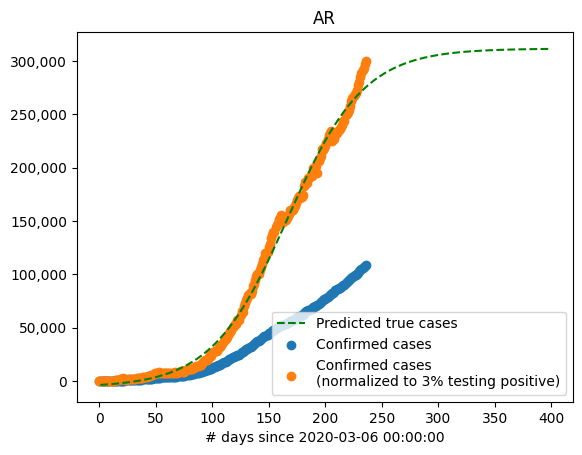 AR
300,000
250,000
200,000
150,000
100,000
50,000
0
Predicted true cases
Confirmed cases
Confirmed cases
(normalized to 3% testing positive)
0 50 100 150 200 250 300 350 400
# days since 2020-03-06 00:00:00